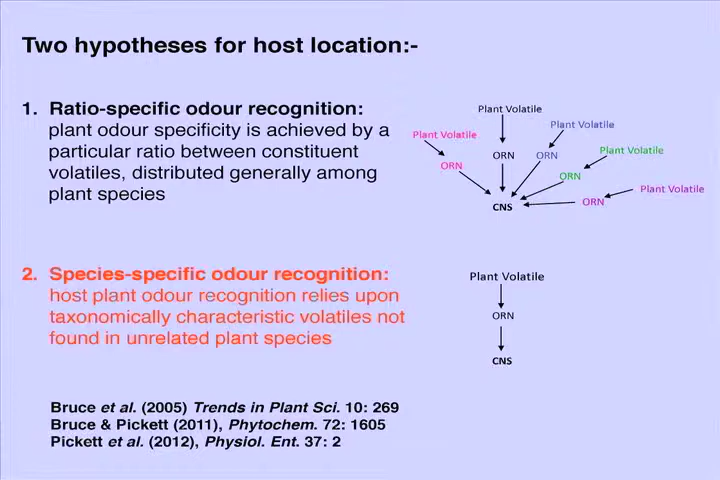 Two hypotheses for host location:-
1. Ratio-specific odour recognition:
plant odour specificity is achieved by a
particular ratio between constituent
volatiles, distributed generally among
plant species
Plant Volatile
Plant Volatile
Plant Volatile
Plant Volatile
Plant Volatile
ORN
ORN
ORN
ORN
ORN
CNS
2. Species-specific odour recognition:
host plant odour recognition relies upon
taxonomically characteristic volatiles not
found in unrelated plant species
Plant Volatile
ORN
CNS
Bruce et al. (2005) Trends in Plant Sci. 10: 269
Bruce & Pickett (2011), Phytochem. 72: 1605
Pickett et al. (2012), Physiol. Ent. 37: 2